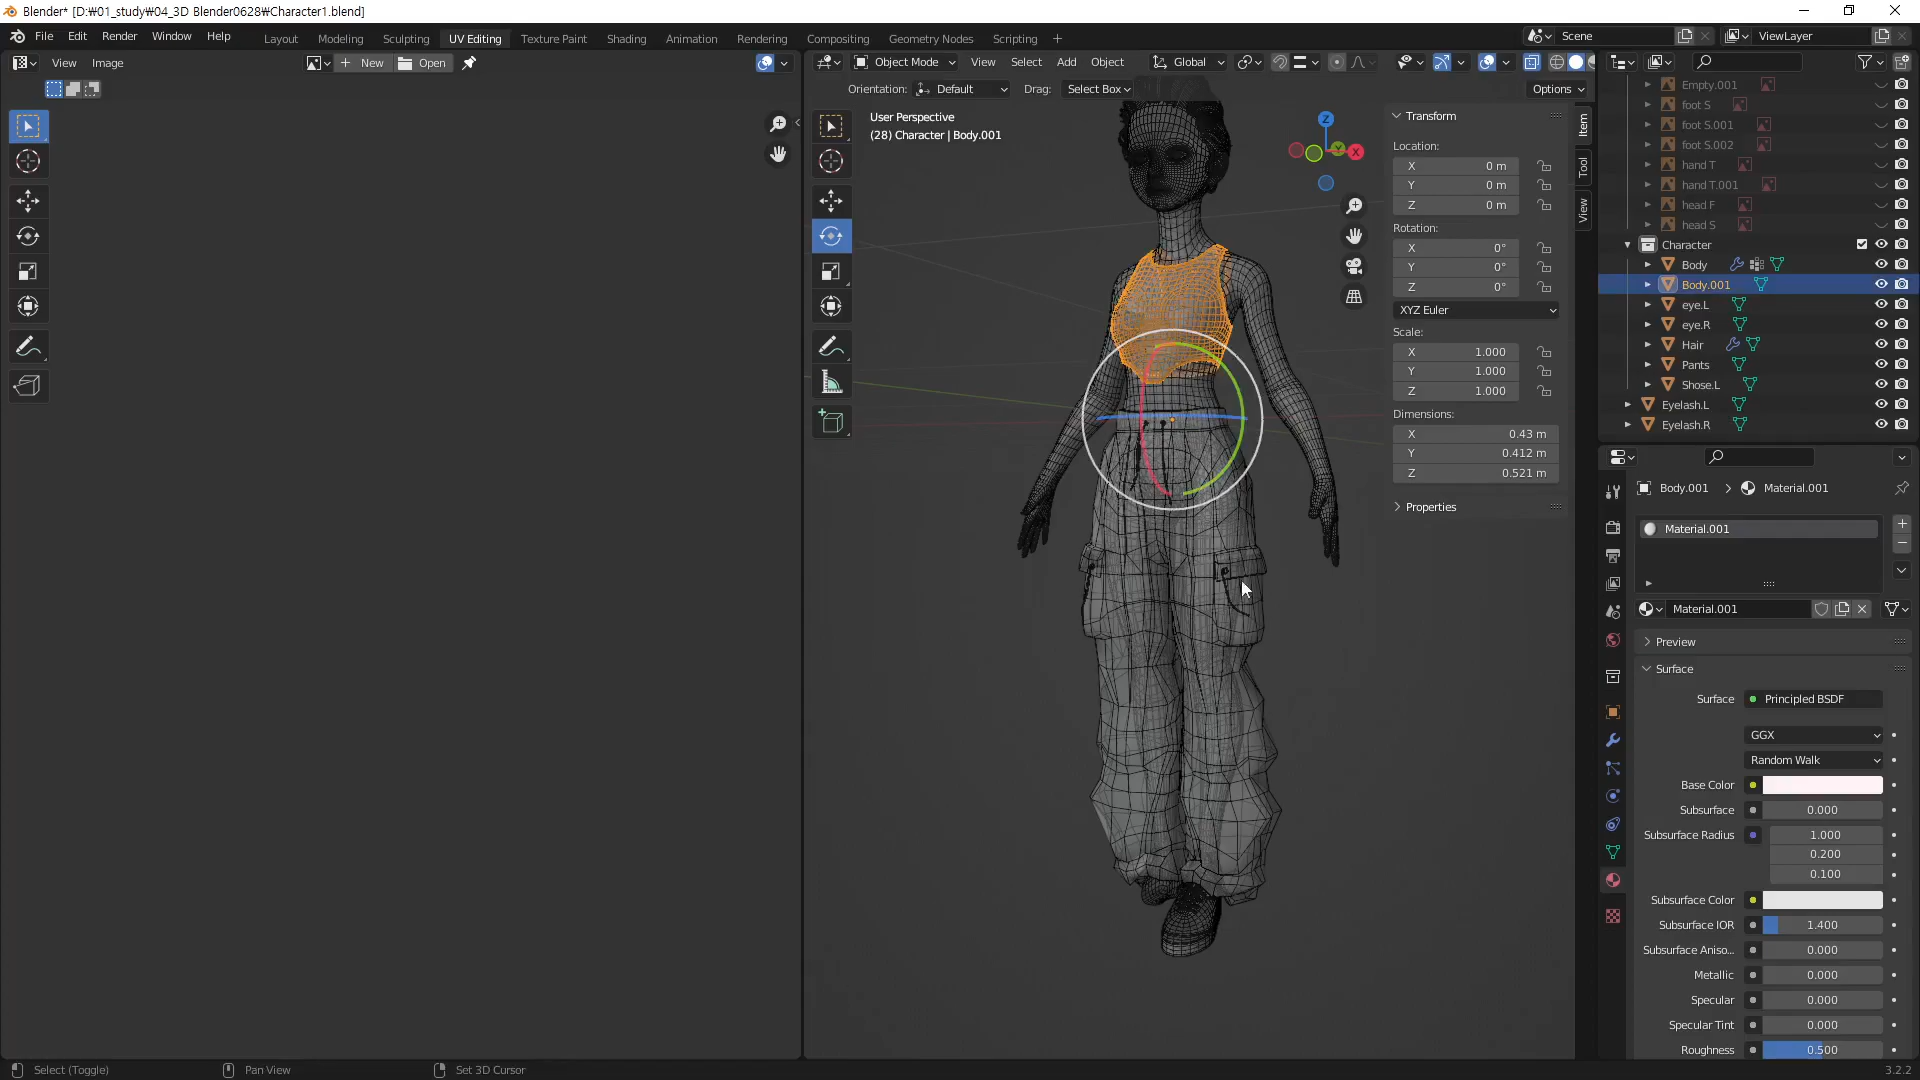 Blender* [D:₩01_study₩04_3D Blender0628₩Character1.blend]
File Edit Render Window Help
Layout Modeling Sculpting UV Editing Texture Paint Shading Animation Rendering Compositing Geometry Nodes Scripting
Scene
ViewLayer
View Image
New
Open
Object Mode
View Select Add Object
Global
Orientation:
Default
Drag:
Select Box
Options
User Perspective
(28) Character | Body.001
Z
Y
X
Item
Tool
View
Transform
Location:
X 0 m
Y 0 m
Z 0 m
Rotation:
X 0°
Y 0°
Z 0°
XYZ Euler
Scale:
X 1.000
Y 1.000
Z 1.000
Dimensions:
X 0.43 m
Y 0.412 m
Z 0.521 m
Properties
Empty.001
foot S
foot S.001
foot S.002
hand T
hand T.001
head F
head S
Character
Body
Body.001
eye.L
eye.R
Hair
Pants
Shose.L
Eyelash.L
Eyelash.R
Body.001
Material.001
Material.001
Material.001
Preview
Surface
Surface Principled BSDF
GGX
Random Walk
Base Color
Subsurface 0.000
Subsurface Radius 1.000
0.200
0.100
Subsurface Color
Subsurface IOR 1.400
Subsurface Aniso... 0.000
Metallic 0.000
Specular 0.000
Specular Tint 0.000
Roughness 0.500
Select (Toggle)
Pan View
Set 3D Cursor
3.2.2